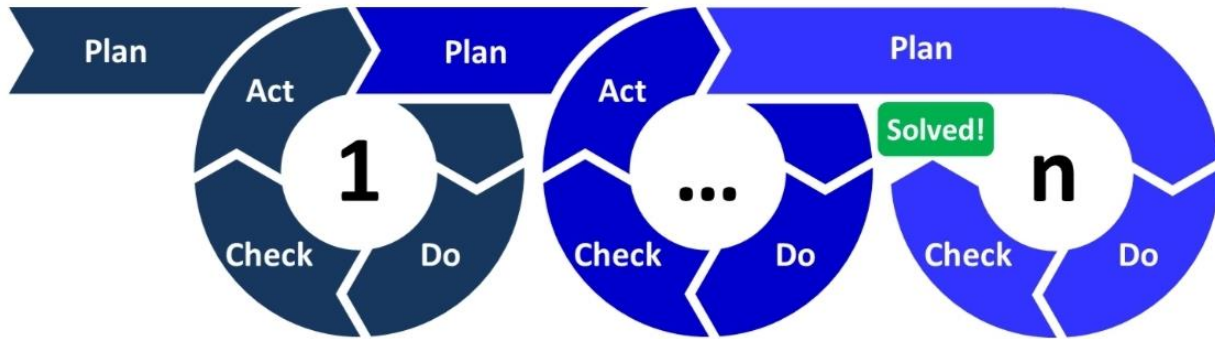 Plan
Plan
Plan
Act
Act
Solved!
1
...
n
Check
Do
Check
Do
Check
Do